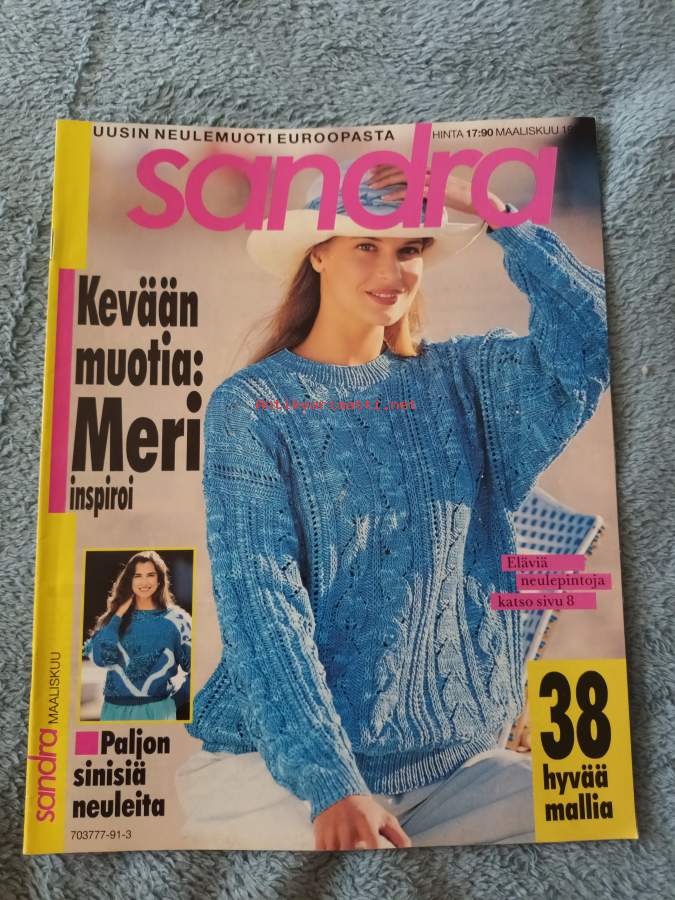 UUSIN NEULEMUOTI EUROOPASTA
HINTA 17:90 MAALISKUU
sandra
Kevään
muotia:
Meri
inspiroi
Antikvariaatti.net
Eläviä
neulepintoja
katso sivu 8
38
hyvää
mallia
Paljon
sinisiä
neuleita
703777-91-3
sandra MAALISKUU